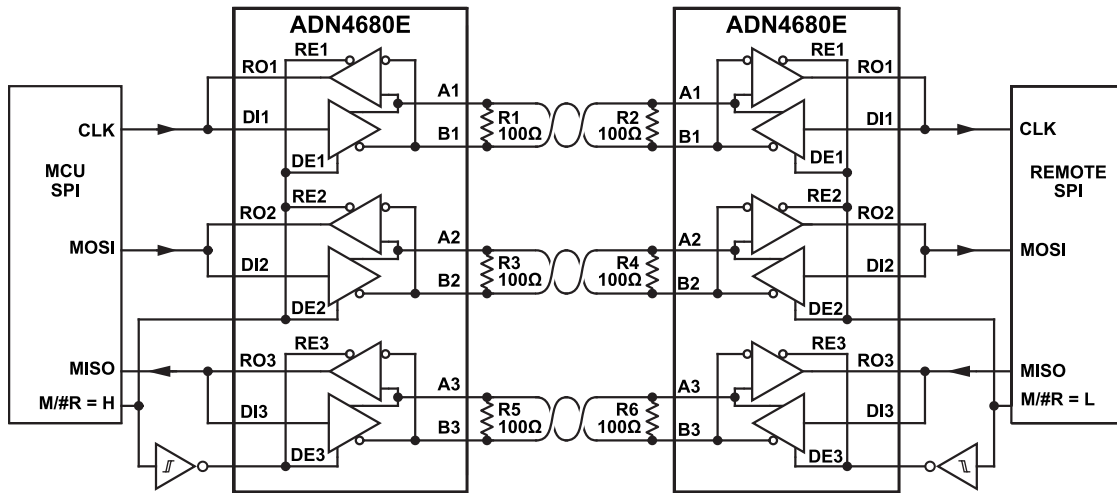 ADN4680E ADN4680E
RE1 RE1
RO1 RO1
A1 A1
CLK DI1 R1 100Ω R2 100Ω DI1 CLK
B1 B1
MCU SPI DE1 DE1 REMOTE SPI
RE2 RE2
RO2 RO2
MOSI A2 A2 MOSI
DI2 R3 100Ω R4 100Ω DI2
B2 B2
DE2 DE2
RE3 RE3
MISO RO3 RO3 MISO
A3 A3
M/#R = H M/#R = L
DI3 R5 100Ω R6 100Ω DI3
B3 B3
DE3 DE3